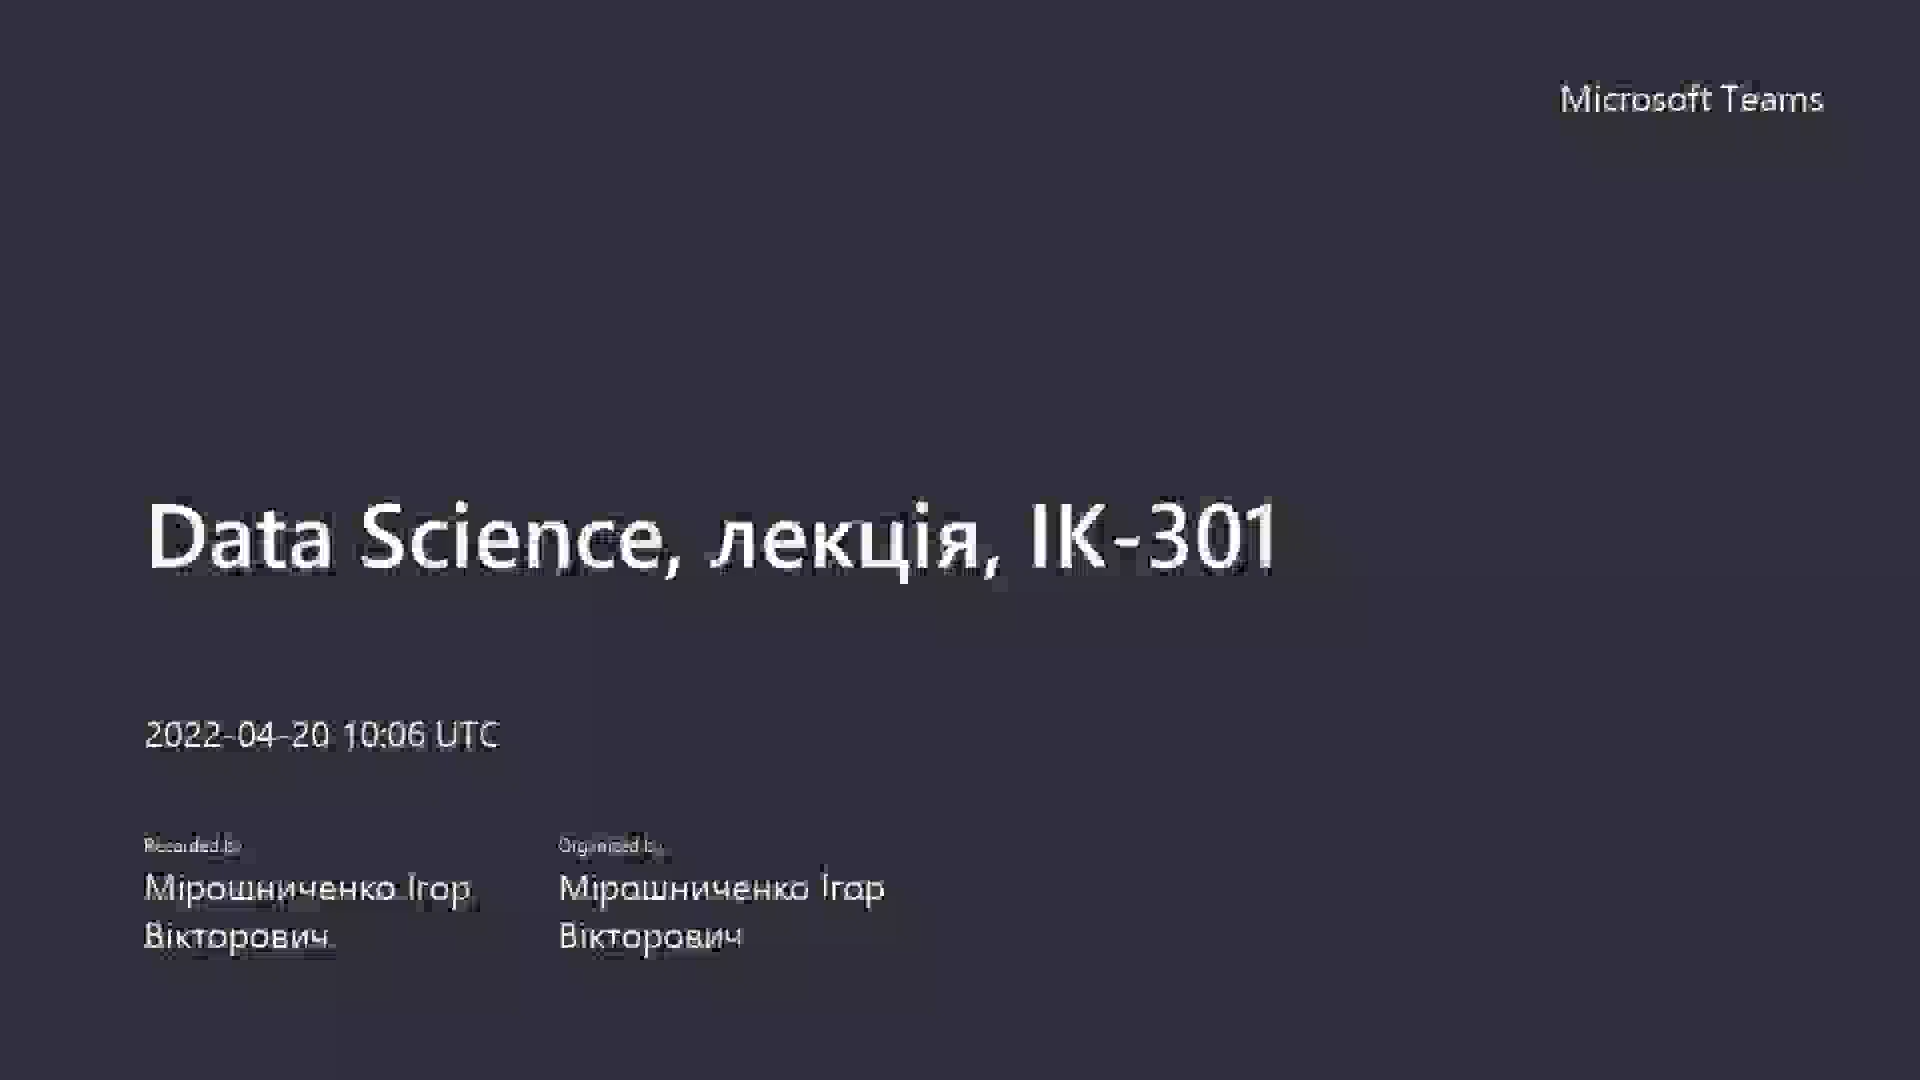 Microsoft Teams
Data Science, лекція, ІК-301
2022-04-20 10:06 UTC
Recorded by
Organized by
Мірошниченко Ігор
Вікторович
Мірошниченко Ігор
Вікторович